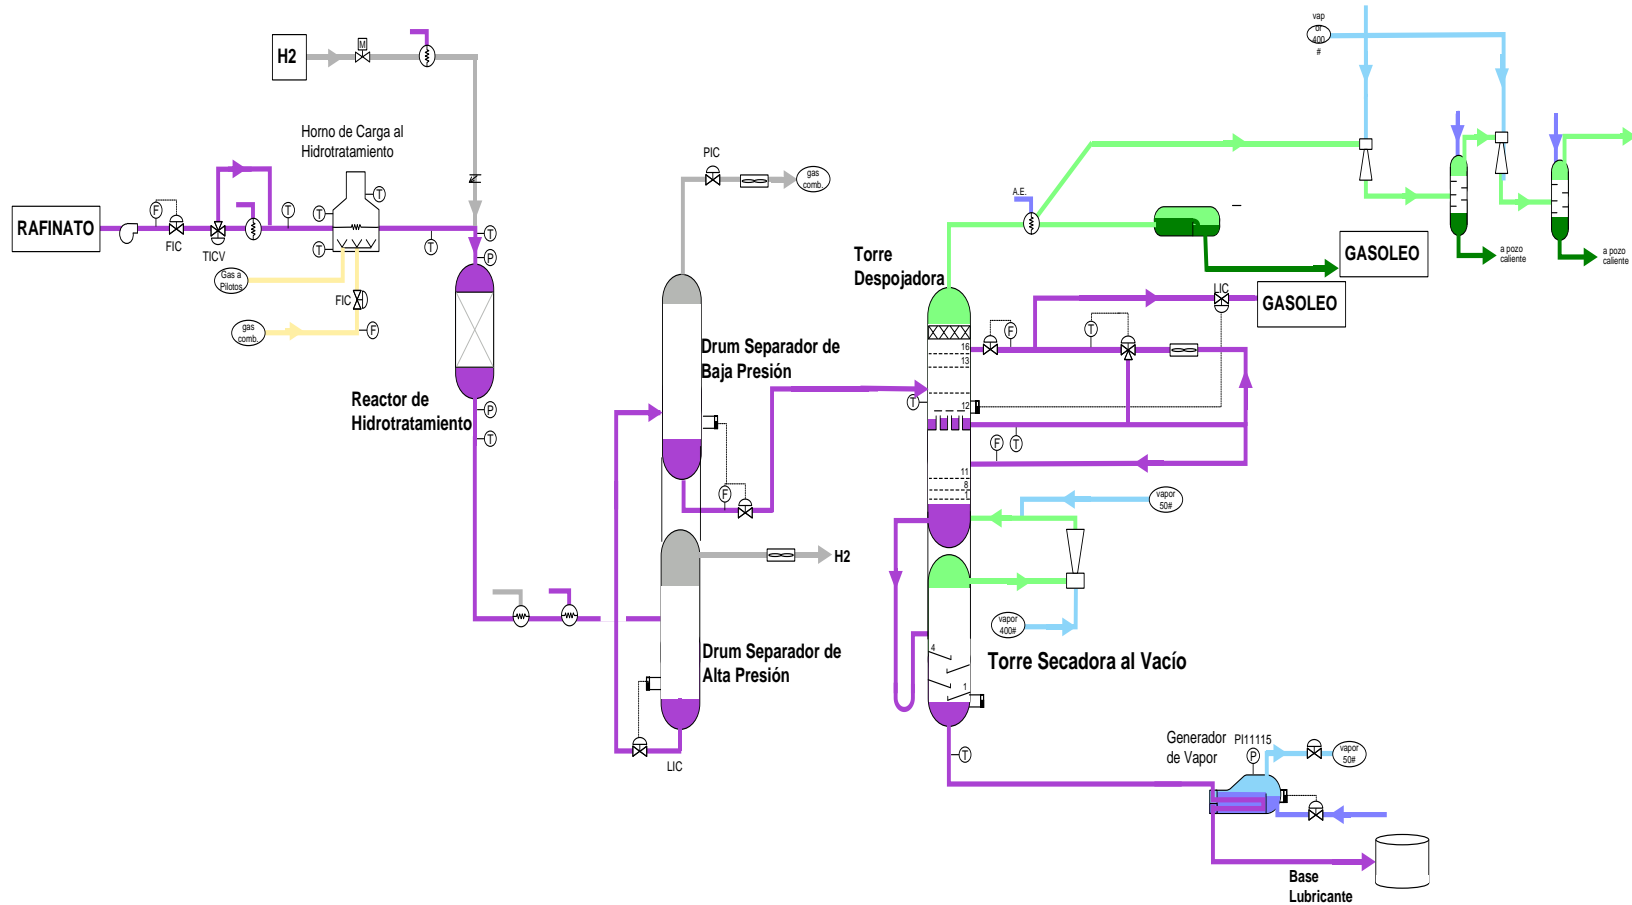 vap
or
400
#
M
H2
Horno de Carga al
Hidrotratamiento
PIC
gas
comb.
A.E.
T
T
F
T
RAFINATO
FIC
TICV
T
T
T
P
a pozo
caliente
a pozo
caliente
GASOLEO
Torre
Despojadora
Gas a
Pilotos
FIC
LIC
GASOLEO
gas
comb.
F
F
T
Drum Separador de
Baja Presión
16
13
Reactor de
Hidrotratamiento
P
T
T
12
F
T
11
8
1
F
vapor
50#
H2
vapor
400#
Drum Separador de
Alta Presión
4
1
Torre Secadora al Vacío
LIC
T
Generador
de Vapor
PI11115
P
vapor
50#
Base
Lubricante